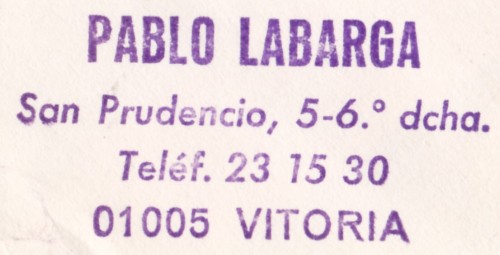 PABLO LABARGA
San Prudencio, 5-6.º dcha.
Teléf. 23 15 30
01005 VITORIA